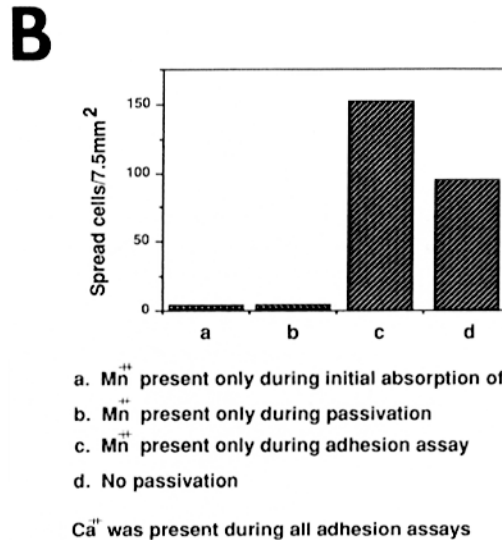 B
Spread cells/7.5mm²
150
100
50
0
a b c d
a. Mn⁺⁺ present only during initial absorption of
b. Mn⁺⁺ present only during passivation
c. Mn⁺⁺ present only during adhesion assay
d. No passivation
Ca⁺⁺ was present during all adhesion assays